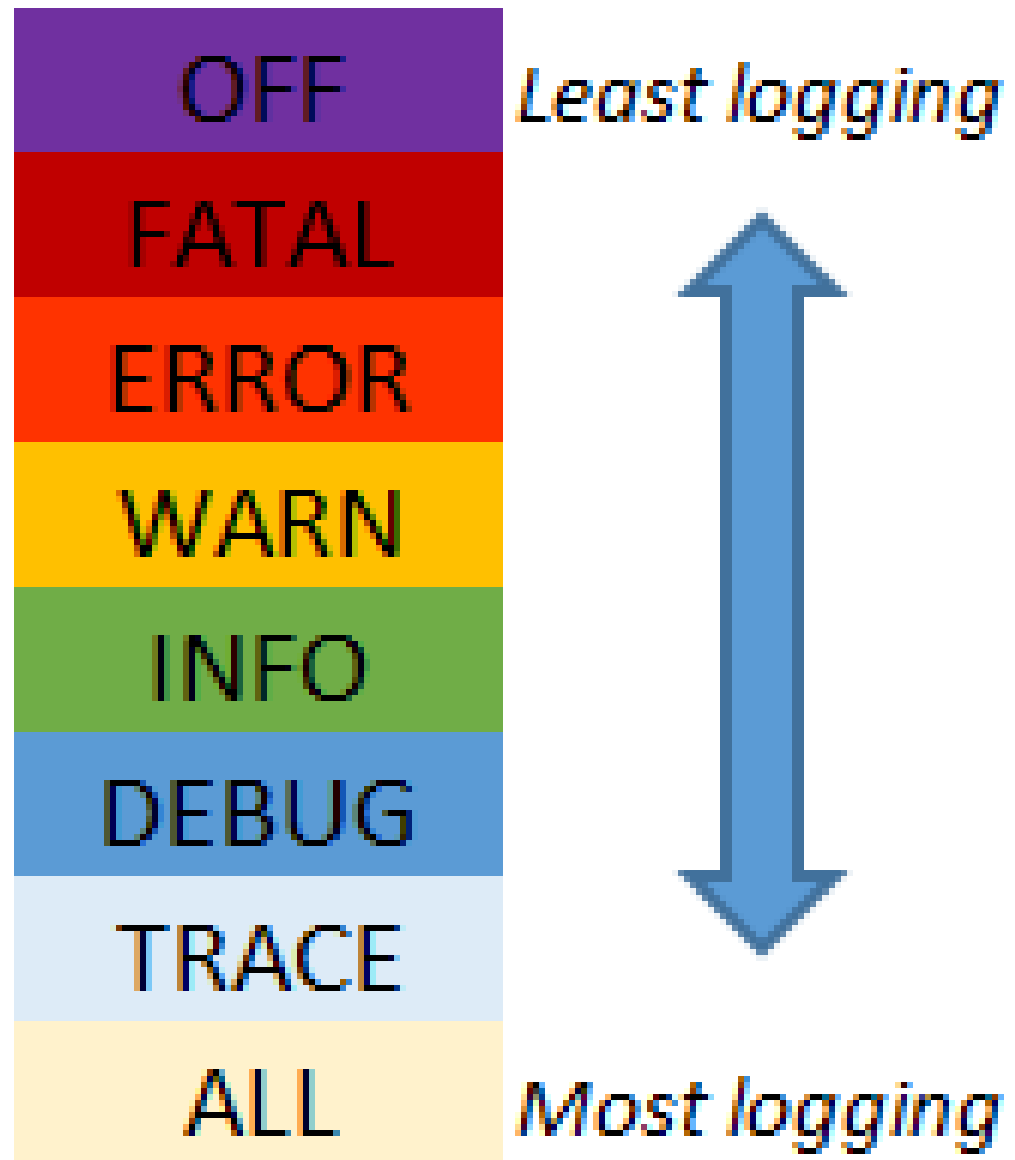 OFF Least logging
FATAL
ERROR
WARN
INFO
DEBUG
TRACE
ALL Most logging